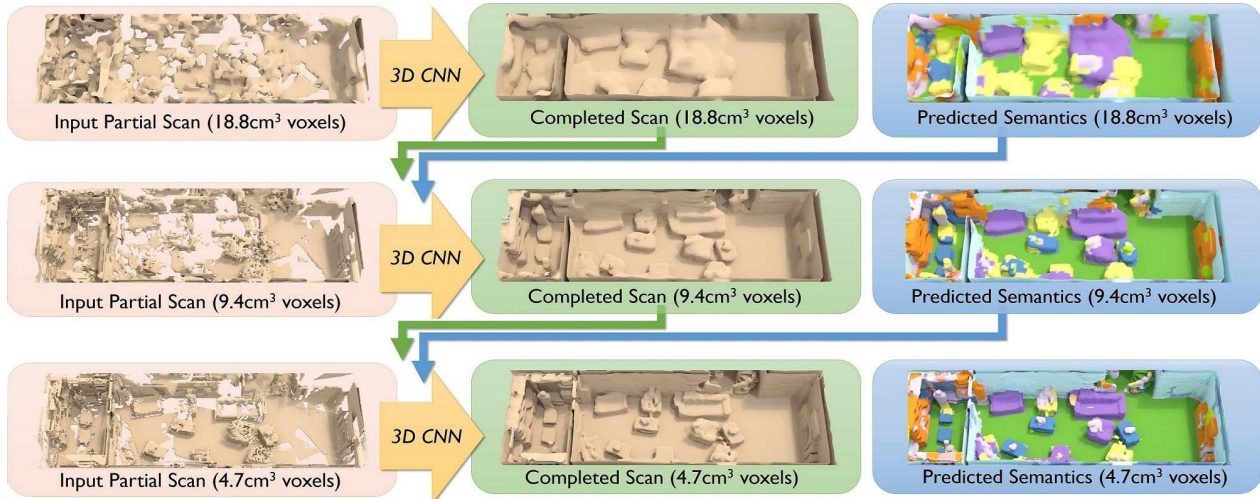 3D CNN
Input Partial Scan (18.8cm³ voxels)
Completed Scan (18.8cm³ voxels)
Predicted Semantics (18.8cm³ voxels)
3D CNN
Input Partial Scan (9.4cm³ voxels)
Completed Scan (9.4cm³ voxels)
Predicted Semantics (9.4cm³ voxels)
3D CNN
Input Partial Scan (4.7cm³ voxels)
Completed Scan (4.7cm³ voxels)
Predicted Semantics (4.7cm³ voxels)